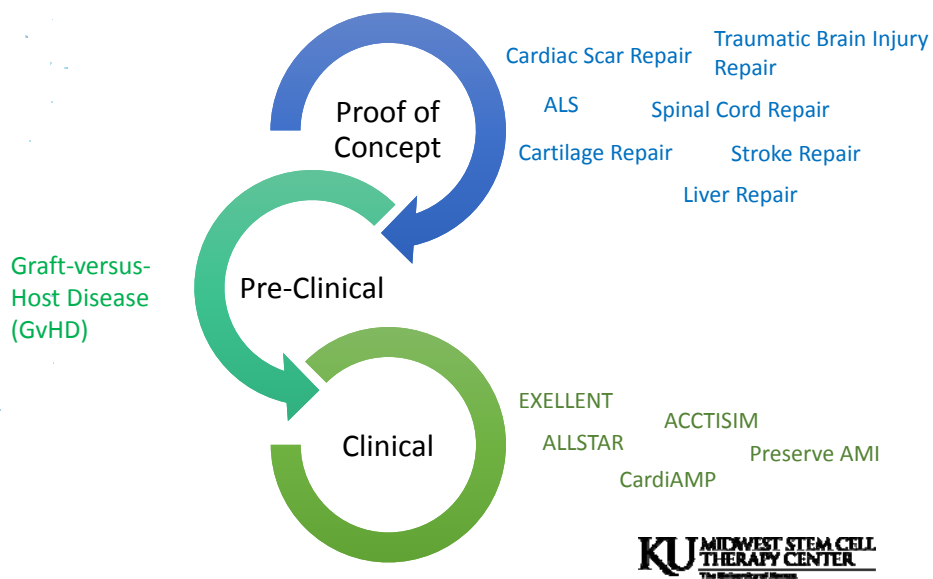 Cardiac Scar Repair
Traumatic Brain Injury
Repair
ALS
Spinal Cord Repair
Cartilage Repair
Stroke Repair
Liver Repair
Proof of
Concept
Graft-versus-
Host Disease
(GvHD)
Pre-Clinical
Clinical
EXELLENT
ACCTISIM
ALLSTAR
Preserve AMI
CardiAMP
KU MIDWEST STEM CELL
THERAPY CENTER